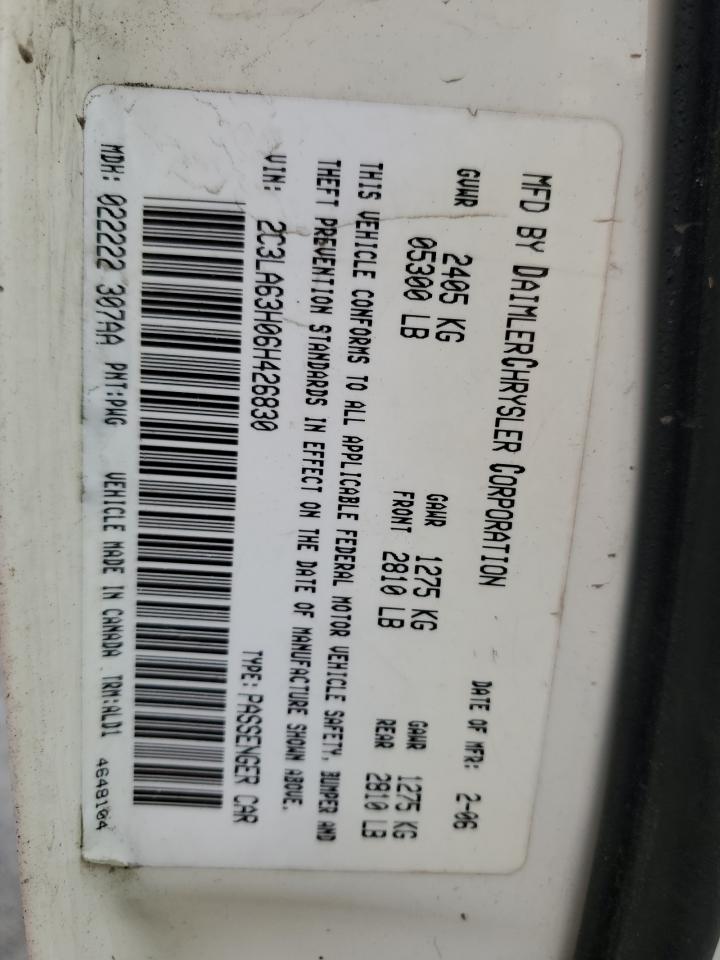 MFD BY DAIMLERCHRYSLER CORPORATION DATE OF MFR: 2-06
GVWR 2405 KG GAWR 1275 KG GAWR 1275 KG
05300 LB FRONT 2810 LB REAR 2810 LB
THIS VEHICLE CONFORMS TO ALL APPLICABLE FEDERAL MOTOR VEHICLE SAFETY, BUMPER AND
THEFT PREVENTION STANDARDS IN EFFECT ON THE DATE OF MANUFACTURE SHOWN ABOVE.
VIN: 2C3LA63H06H426830 TYPE: PASSENGER CAR
MDH: 022222 307AA PNT:PWG VEHICLE MADE IN CANADA TRM:ALD1 4648104